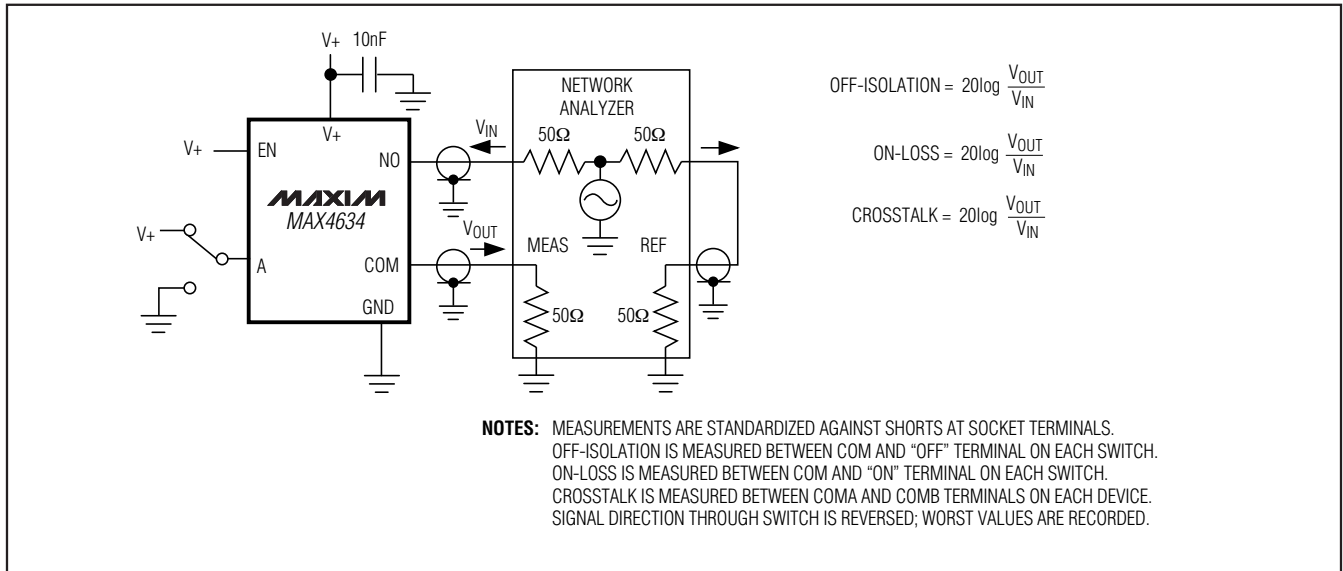 V+ 10nF
V+
V+
EN
NO
MAXIM
MAX4634
V+
A
COM
GND
VIN
VOUT
NETWORK
ANALYZER
50Ω 50Ω
MEAS REF
50Ω 50Ω
OFF-ISOLATION = 20log VOUT
VIN
ON-LOSS = 20log VOUT
VIN
CROSSTALK = 20log VOUT
VIN
NOTES: MEASUREMENTS ARE STANDARDIZED AGAINST SHORTS AT SOCKET TERMINALS.
OFF-ISOLATION IS MEASURED BETWEEN COM AND “OFF” TERMINAL ON EACH SWITCH.
ON-LOSS IS MEASURED BETWEEN COM AND “ON” TERMINAL ON EACH SWITCH.
CROSSTALK IS MEASURED BETWEEN COMA AND COMB TERMINALS ON EACH DEVICE.
SIGNAL DIRECTION THROUGH SWITCH IS REVERSED; WORST VALUES ARE RECORDED.